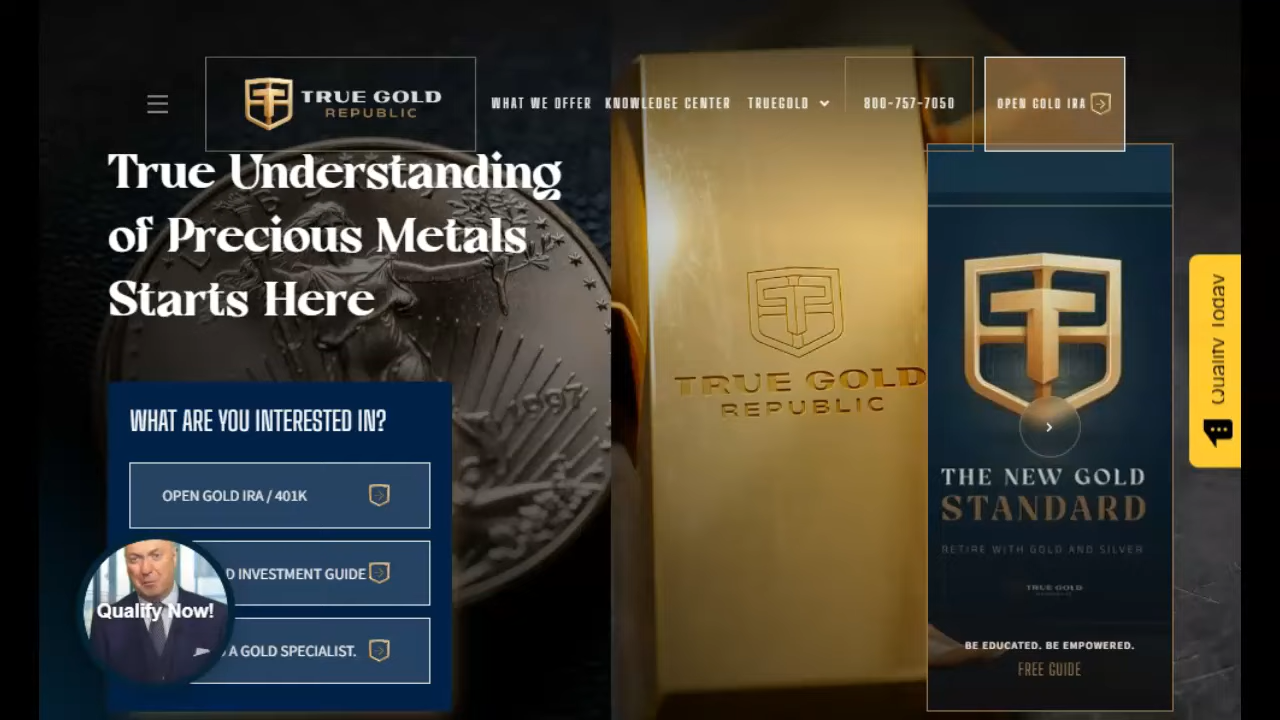 TRUE GOLD
REPUBLIC
WHAT WE OFFER
KNOWLEDGE CENTER
TRUEGOLD
800-757-7050
OPEN GOLD IRA
True Understanding
of Precious Metals
Starts Here
1997
WHAT ARE YOU INTERESTED IN?
OPEN GOLD IRA / 401K
D INVESTMENT GUIDE
A GOLD SPECIALIST.
Qualify Now!
TRUE GOLD
REPUBLIC
THE NEW GOLD
STANDARD
RETIRE WITH GOLD AND SILVER
TRUE GOLD
BE EDUCATED. BE EMPOWERED.
FREE GUIDE
Qualify Today